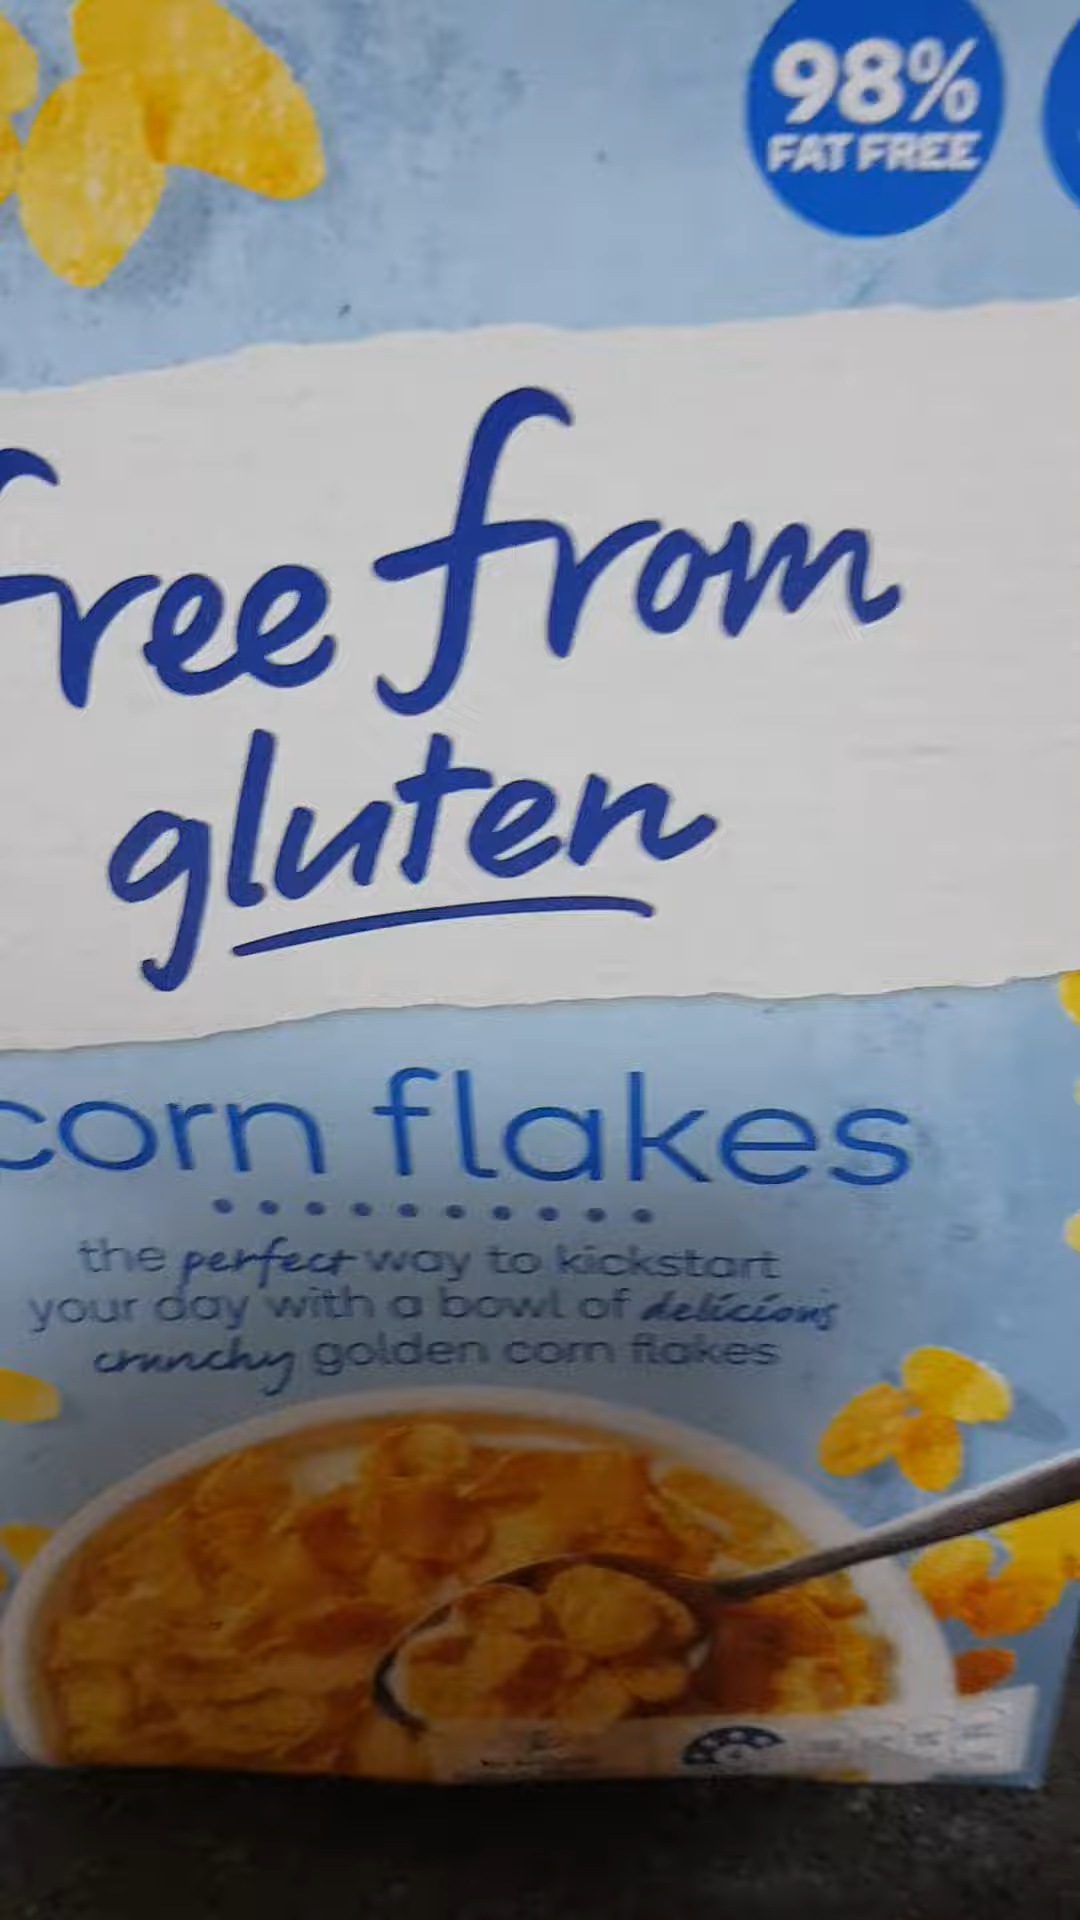 98%
FAT FREE
free from
gluten
corn flakes
the perfect way to kickstart
your day with a bowl of delicious
crunchy golden corn flakes